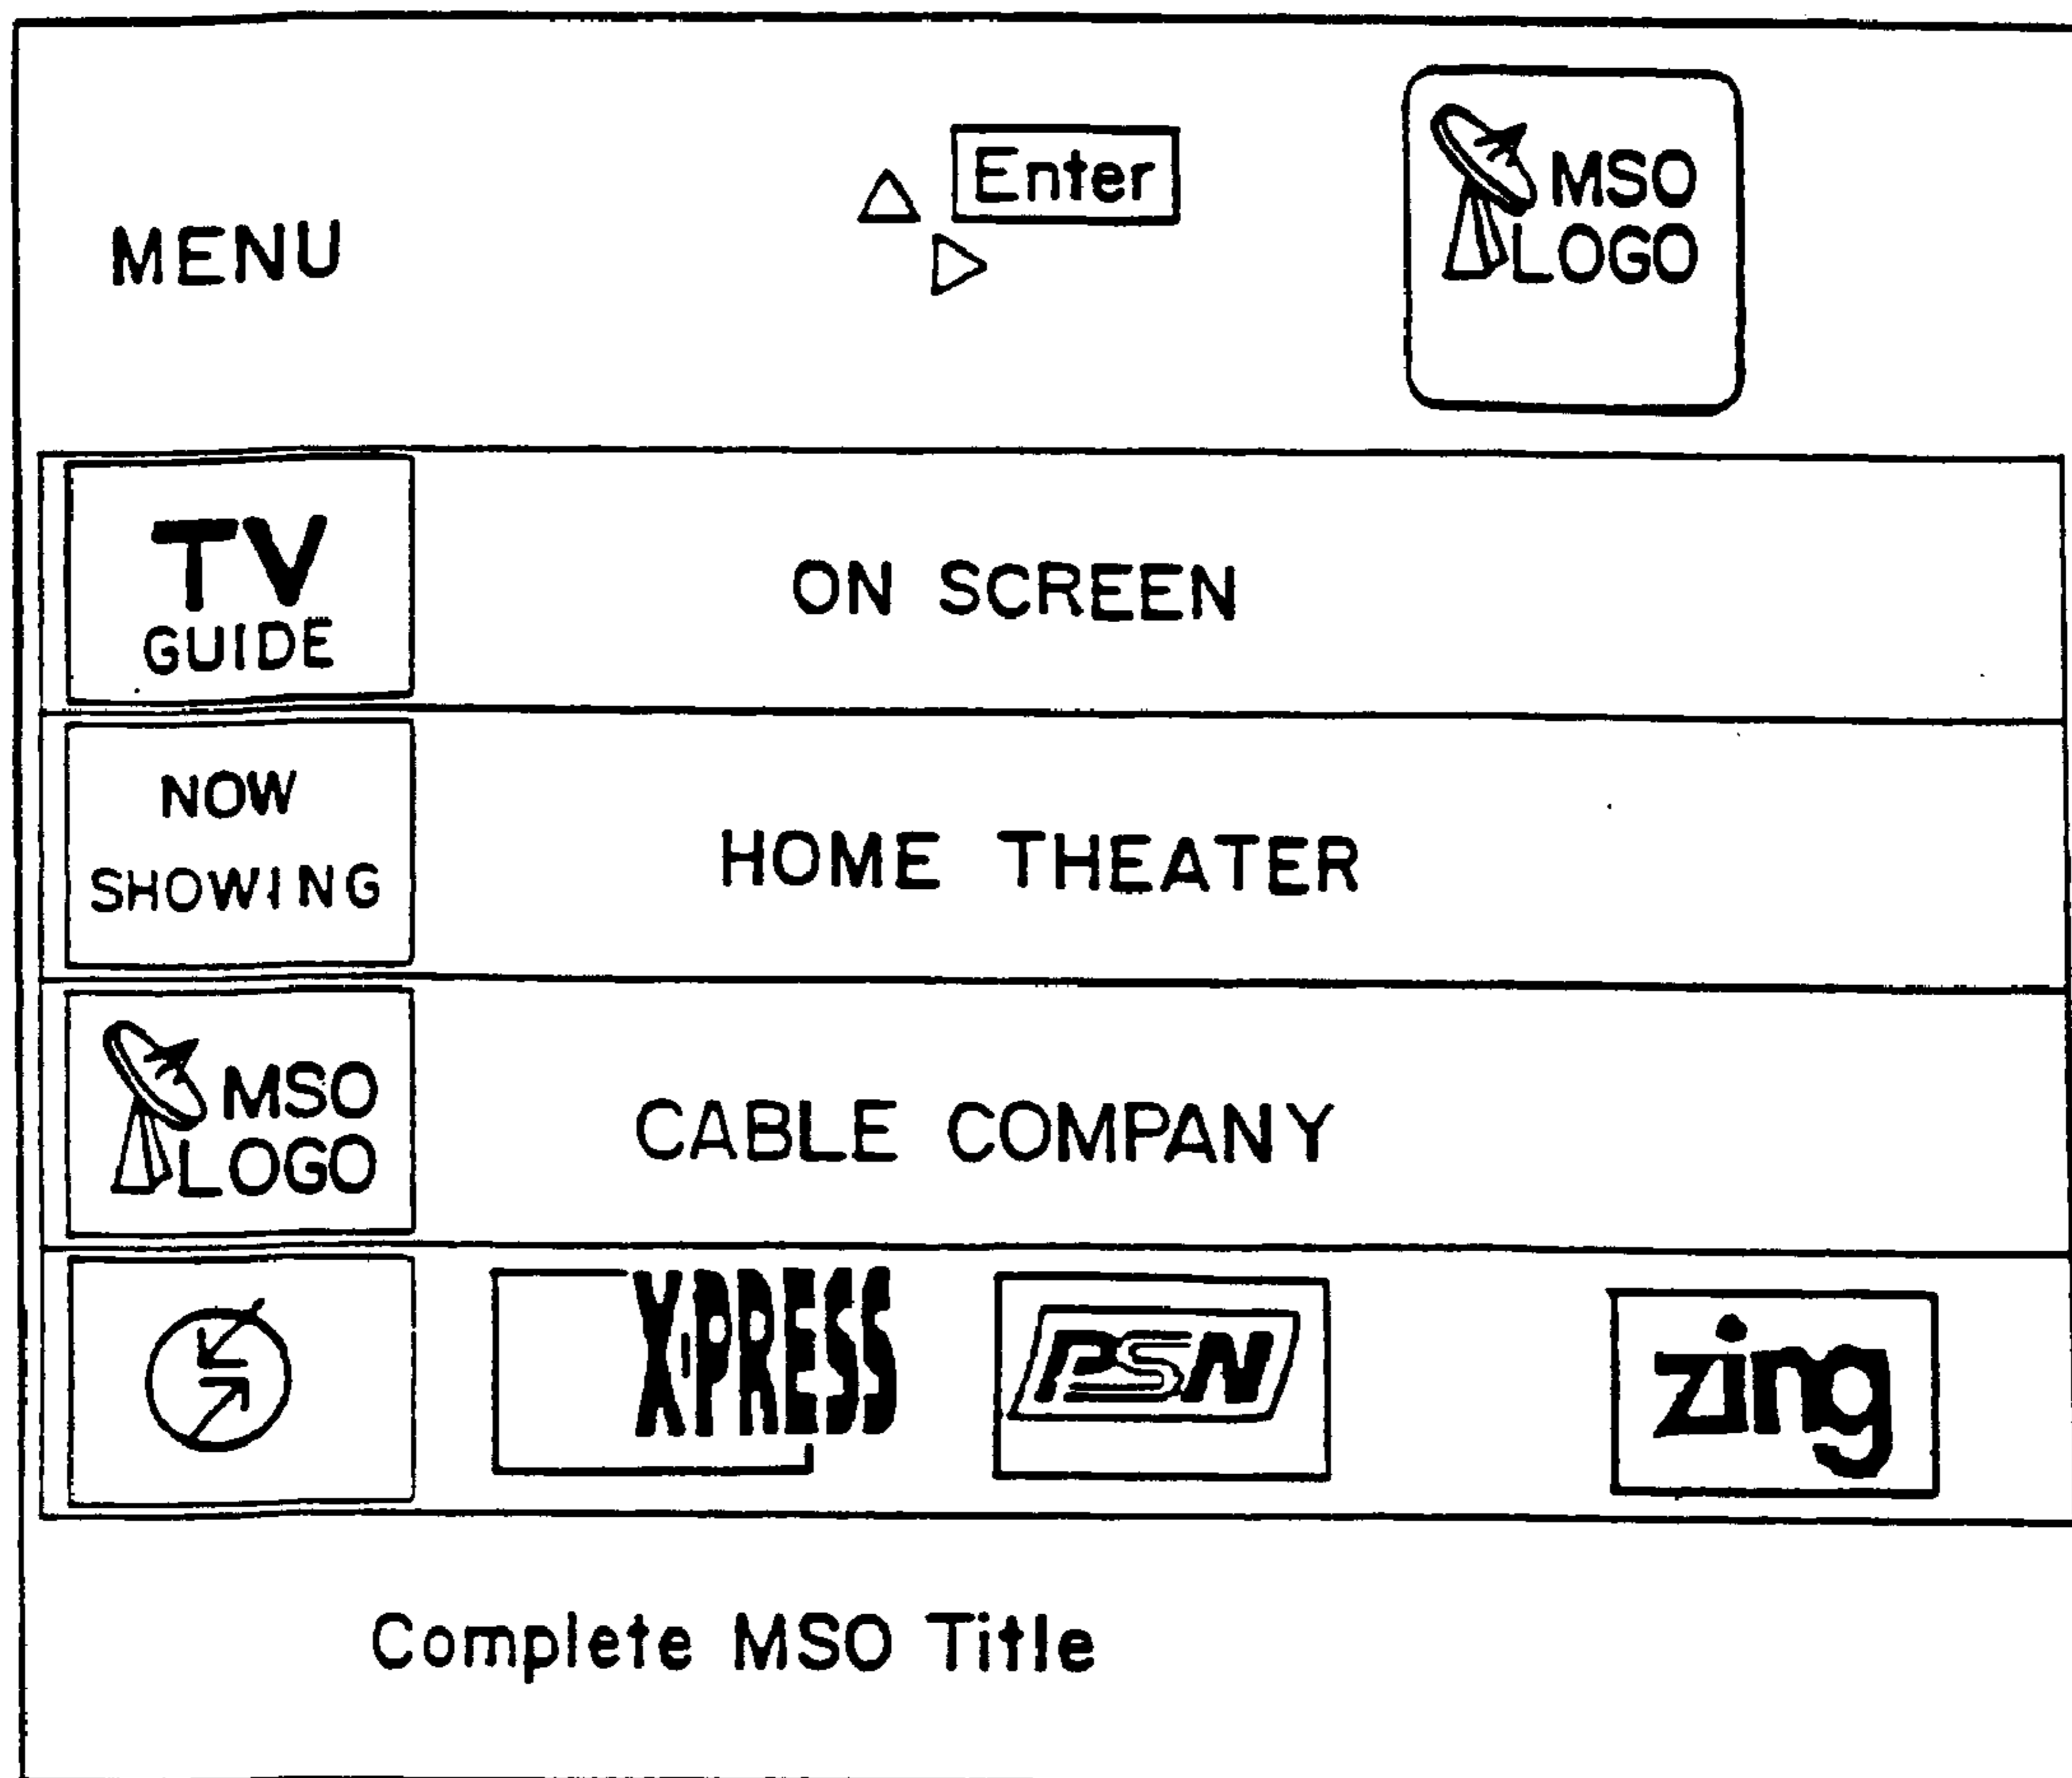 MENU
Enter
MSO
LOGO
TV
GUIDE
ON SCREEN
NOW
SHOWING
HOME THEATER
MSO
LOGO
CABLE COMPANY
X·PRESS
PSN
zing
Complete MSO Title